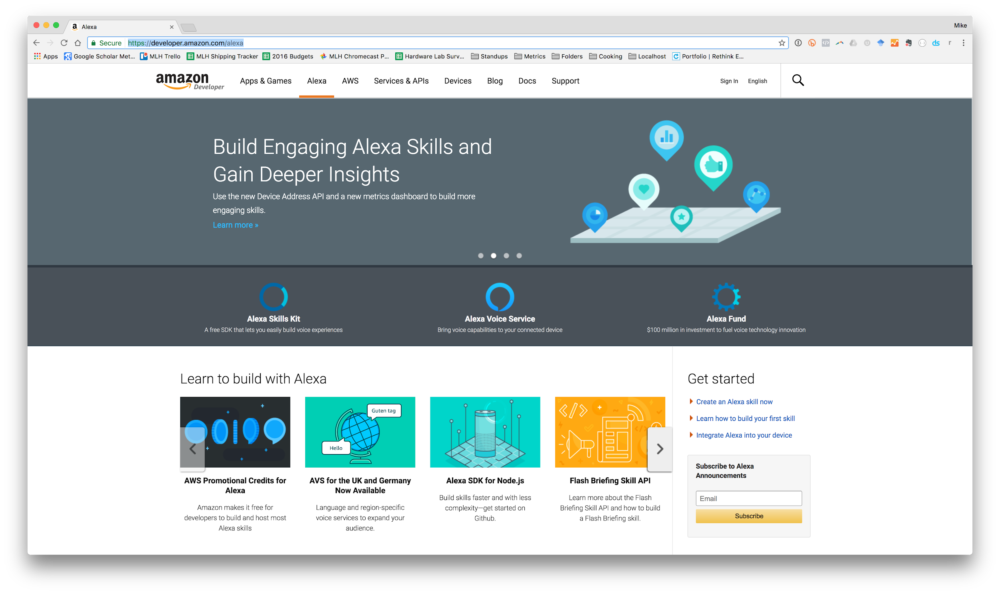 Alexa
Mike
Secure https://developer.amazon.com/alexa
Apps Google Scholar Met... MLH Trello MLH Shipping Tracker 2016 Budgets MLH Chromecast P... Hardware Lab Surv... Standups Metrics Folders Cooking Localhost Portfolio | Rethink E...
amazon Developer Apps & Games Alexa AWS Services & APIs Devices Blog Docs Support Sign In English
Build Engaging Alexa Skills and
Gain Deeper Insights
Use the new Device Address API and a new metrics dashboard to build more
engaging skills.
Learn more »
Alexa Skills Kit
A free SDK that lets you easily build voice experiences
Alexa Voice Service
Bring voice capabilities to your connected device
Alexa Fund
$100 million in investment to fuel voice technology innovation
Learn to build with Alexa
AWS Promotional Credits for
Alexa
Amazon makes it free for
developers to build and host most
Alexa skills
Guten tag
Hello
AVS for the UK and Germany
Now Available
Language and region-specific
voice services to expand your
audience.
Alexa SDK for Node.js
Build skills faster and with less
complexity—get started on
Github.
Flash Briefing Skill API
Learn more about the Flash
Briefing Skill API and how to build
a Flash Briefing skill.
Get started
Create an Alexa skill now
Learn how to build your first skill
Integrate Alexa into your device
Subscribe to Alexa
Announcements
Email
Subscribe